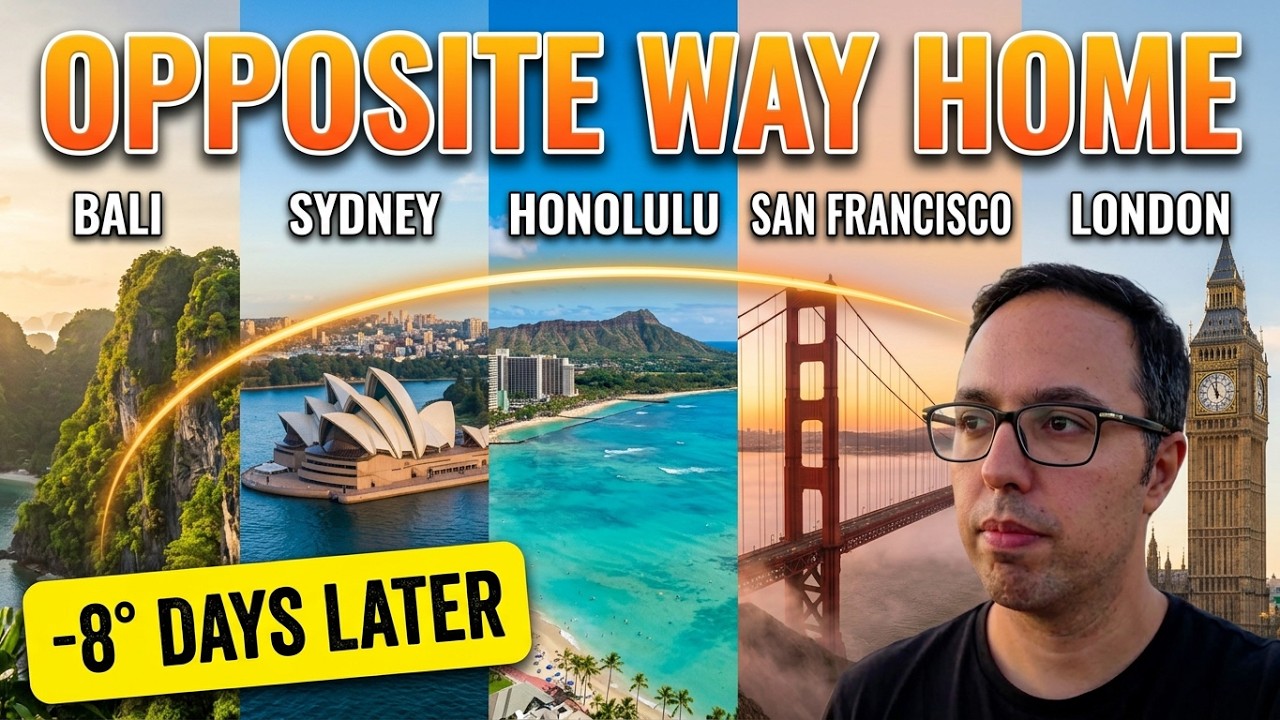 OPPOSITE WAY HOME
BALI
SYDNEY
HONOLULU
SAN FRANCISCO
LONDON
-8° DAYS LATER